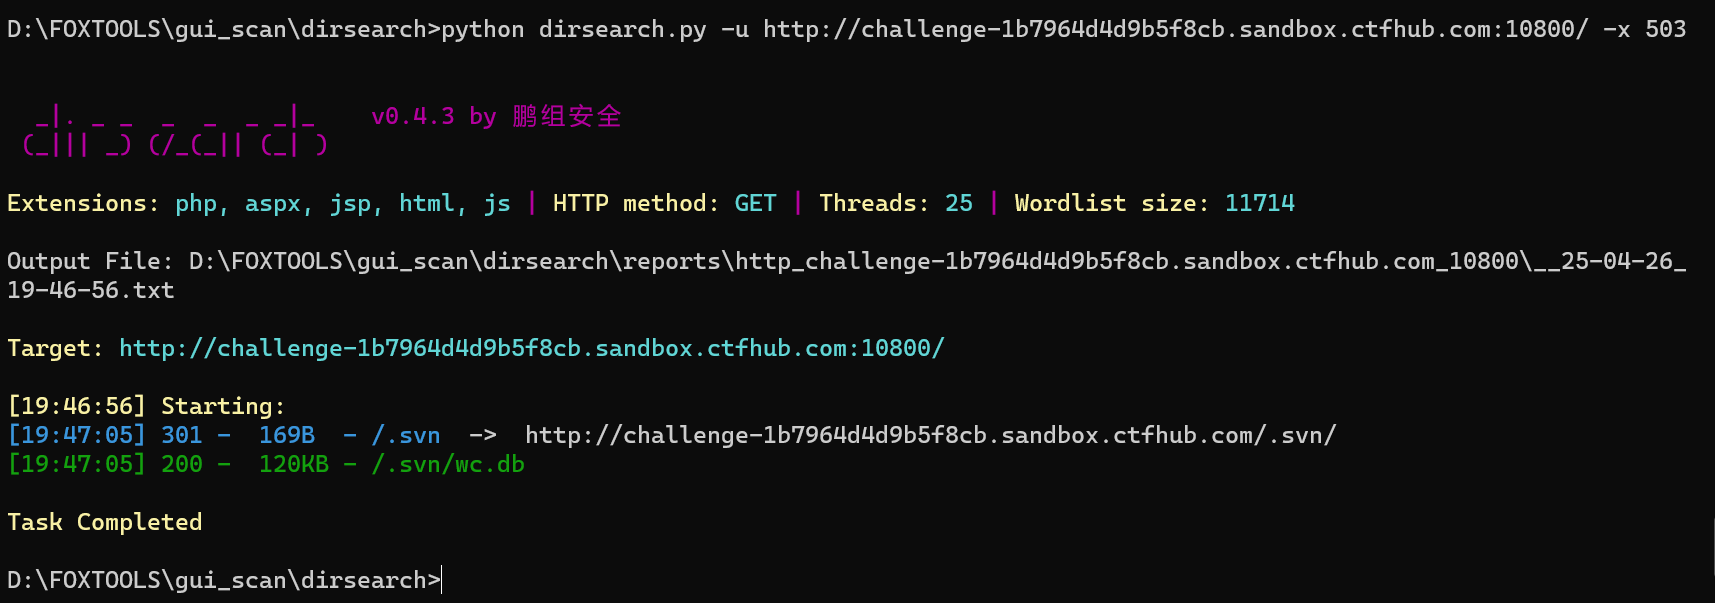 D:\FOXTOOLS\gui_scan\dirsearch>python dirsearch.py -u http://challenge-1b7964d4d9b5f8cb.sandbox.ctfhub.com:10800/ -x 503
  _|. _ _  _  _  _ _|_    v0.4.3 by 鹏组安全
 (_||| _) (/_(_|| (_| )
Extensions: php, aspx, jsp, html, js | HTTP method: GET | Threads: 25 | Wordlist size: 11714
Output File: D:\FOXTOOLS\gui_scan\dirsearch\reports\http_challenge-1b7964d4d9b5f8cb.sandbox.ctfhub.com_10800\__25-04-26_
19-46-56.txt
Target: http://challenge-1b7964d4d9b5f8cb.sandbox.ctfhub.com:10800/
[19:46:56] Starting:
[19:47:05] 301 -  169B  - /.svn  ->  http://challenge-1b7964d4d9b5f8cb.sandbox.ctfhub.com/.svn/
[19:47:05] 200 -  120KB - /.svn/wc.db
Task Completed
D:\FOXTOOLS\gui_scan\dirsearch>